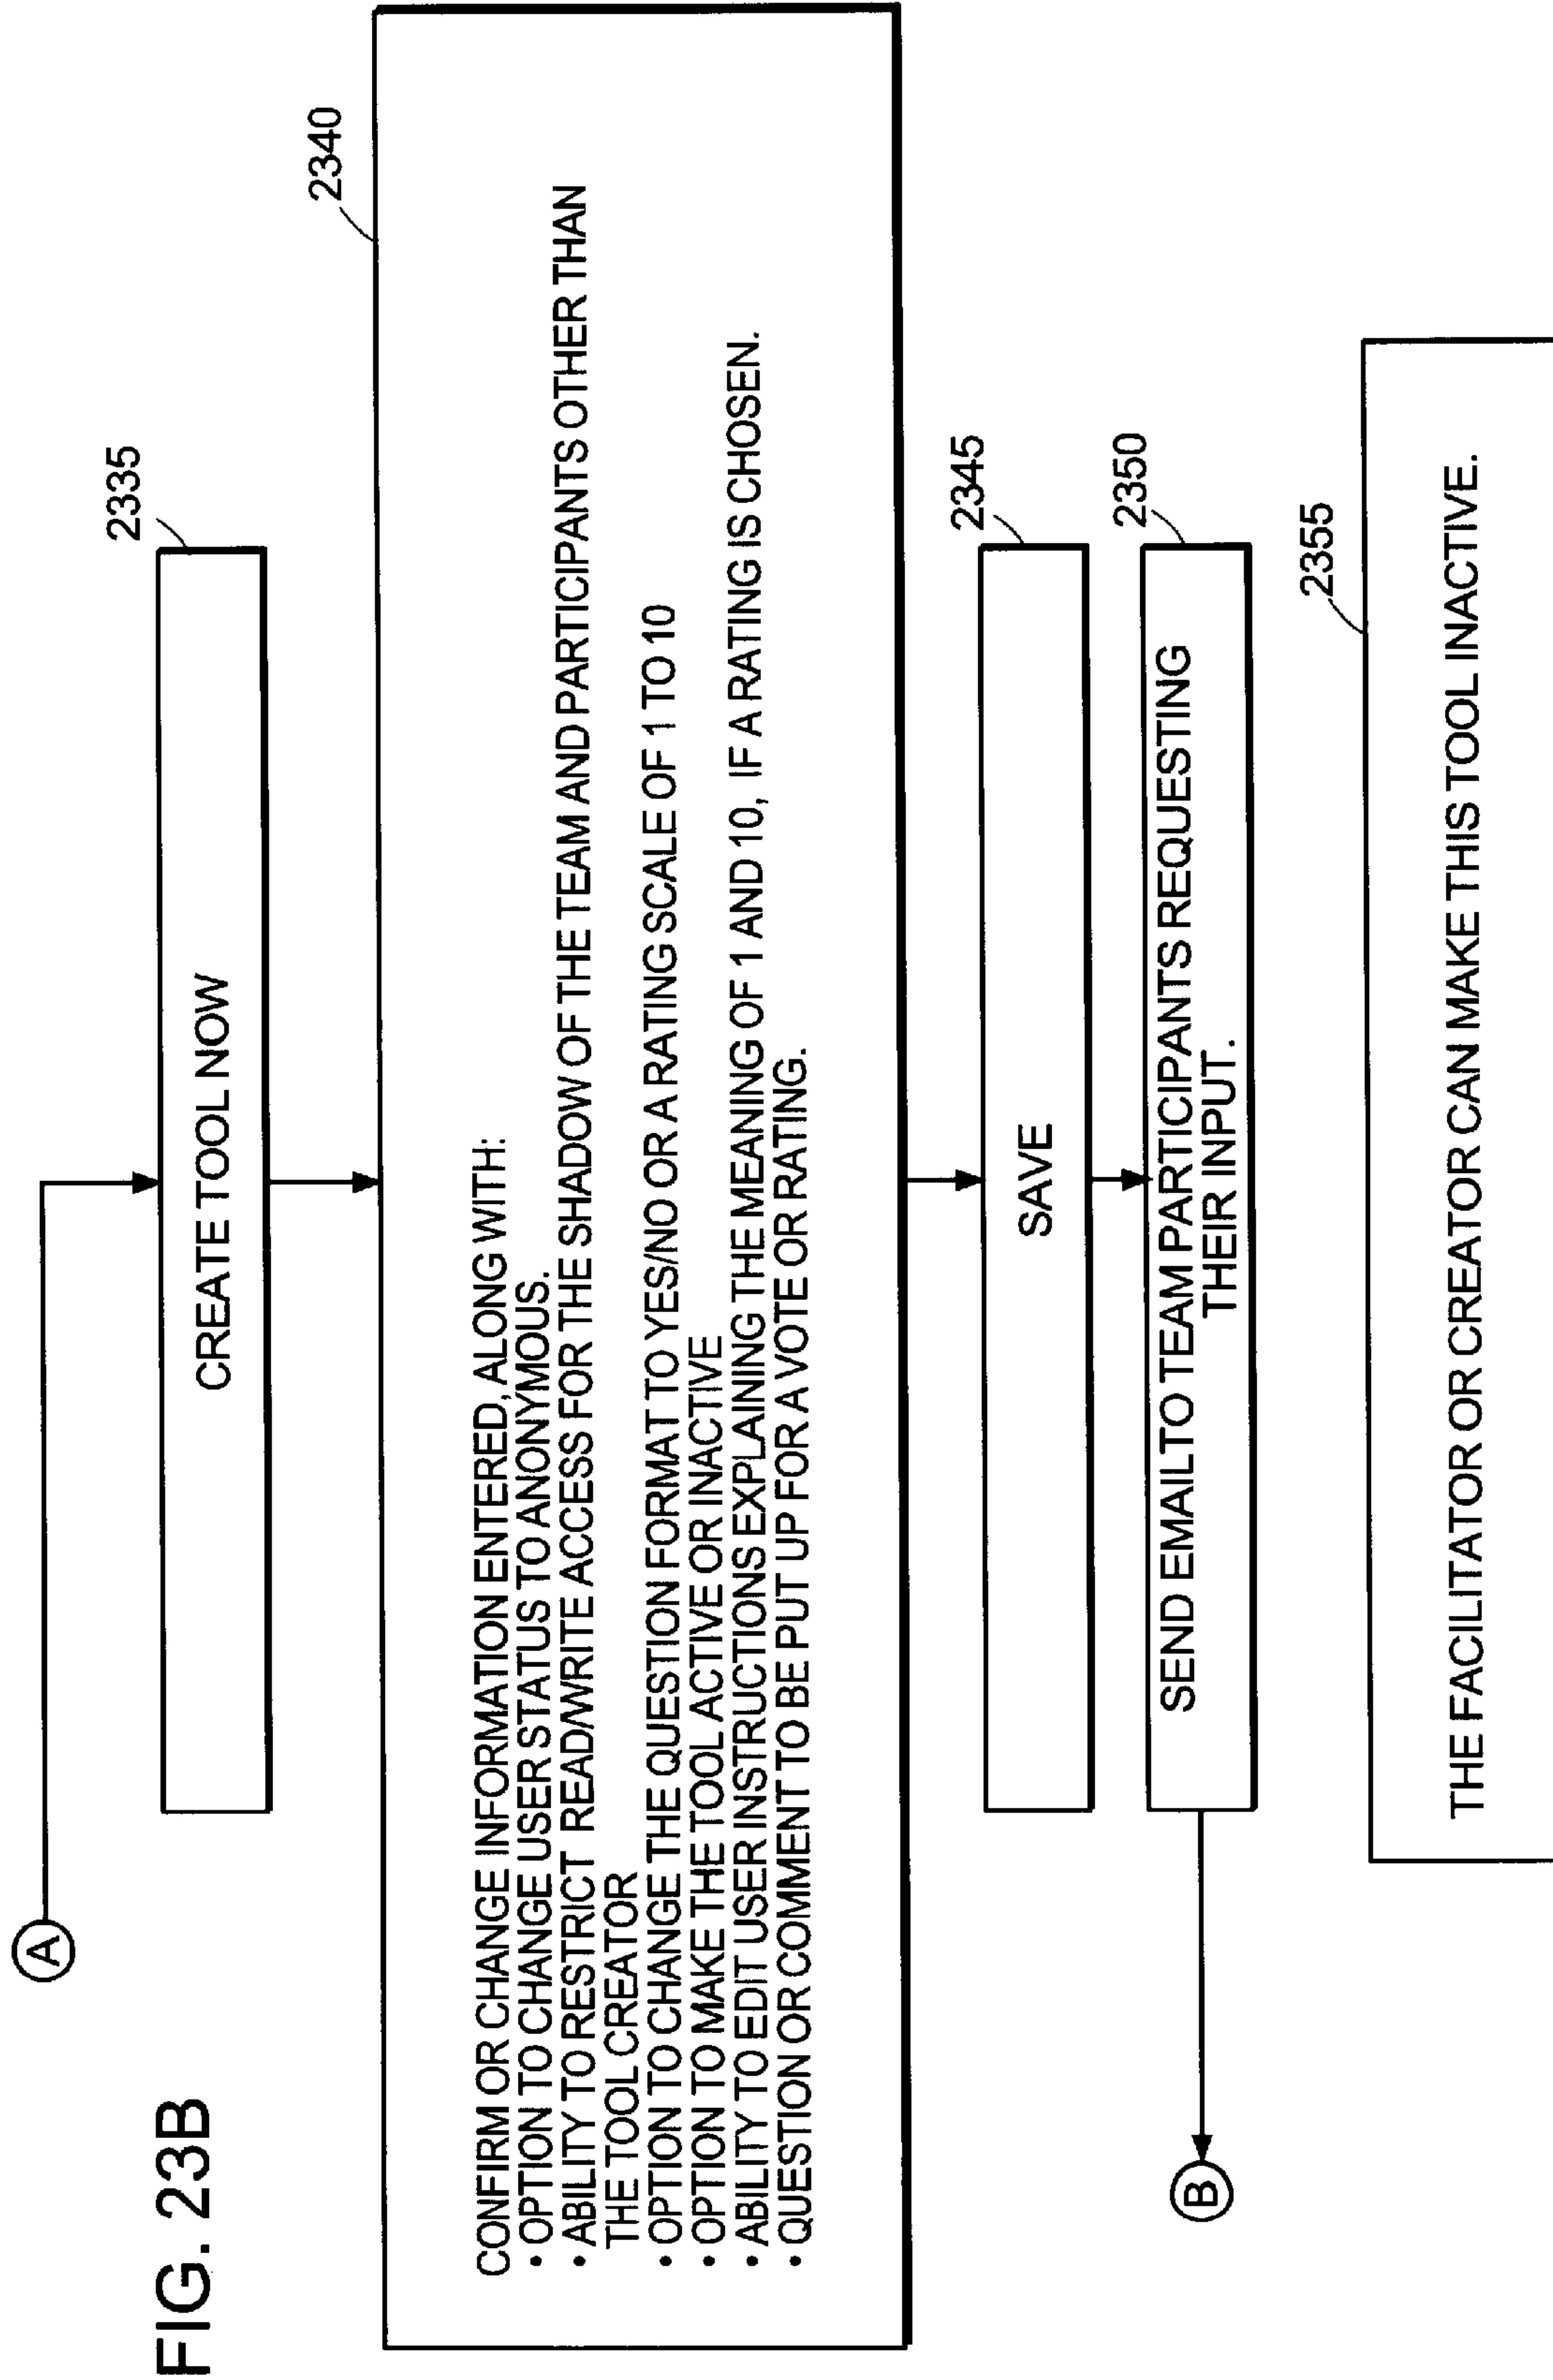 FIG. 23B
A
2335
CREATE TOOL NOW
2340
CONFIRM OR CHANGE INFORMATION ENTERED, ALONG WITH:
• OPTION TO CHANGE USER STATUS TO ANONYMOUS.
• ABILITY TO RESTRICT READ/WRITE ACCESS FOR THE SHADOW OF THE TEAM AND PARTICIPANTS OTHER THAN
THE TOOL CREATOR
• OPTION TO CHANGE THE QUESTION FORMAT TO YES/NO OR A RATING SCALE OF 1 TO 10
• OPTION TO MAKE THE TOOL ACTIVE OR INACTIVE
• ABILITY TO EDIT USER INSTRUCTIONS EXPLAINING THE MEANING OF 1 AND 10, IF A RATING IS CHOSEN.
• QUESTION OR COMMENT TO BE PUT UP FOR A VOTE OR RATING.
2345
SAVE
2350
SEND EMAIL TO TEAM PARTICIPANTS REQUESTING
THEIR INPUT.
B
2355
THE FACILITATOR OR CREATOR CAN MAKE THIS TOOL INACTIVE.